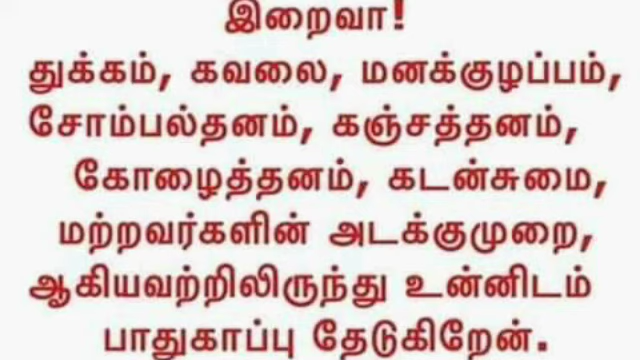 இறைவா!
துக்கம், கவலை, மனக்குழப்பம்,
சோம்பல்தனம், கஞ்சத்தனம்,
கோழைத்தனம், கடன்சுமை,
மற்றவர்களின் அடக்குமுறை,
ஆகியவற்றிலிருந்து உன்னிடம்
பாதுகாப்பு தேடுகிறேன்.